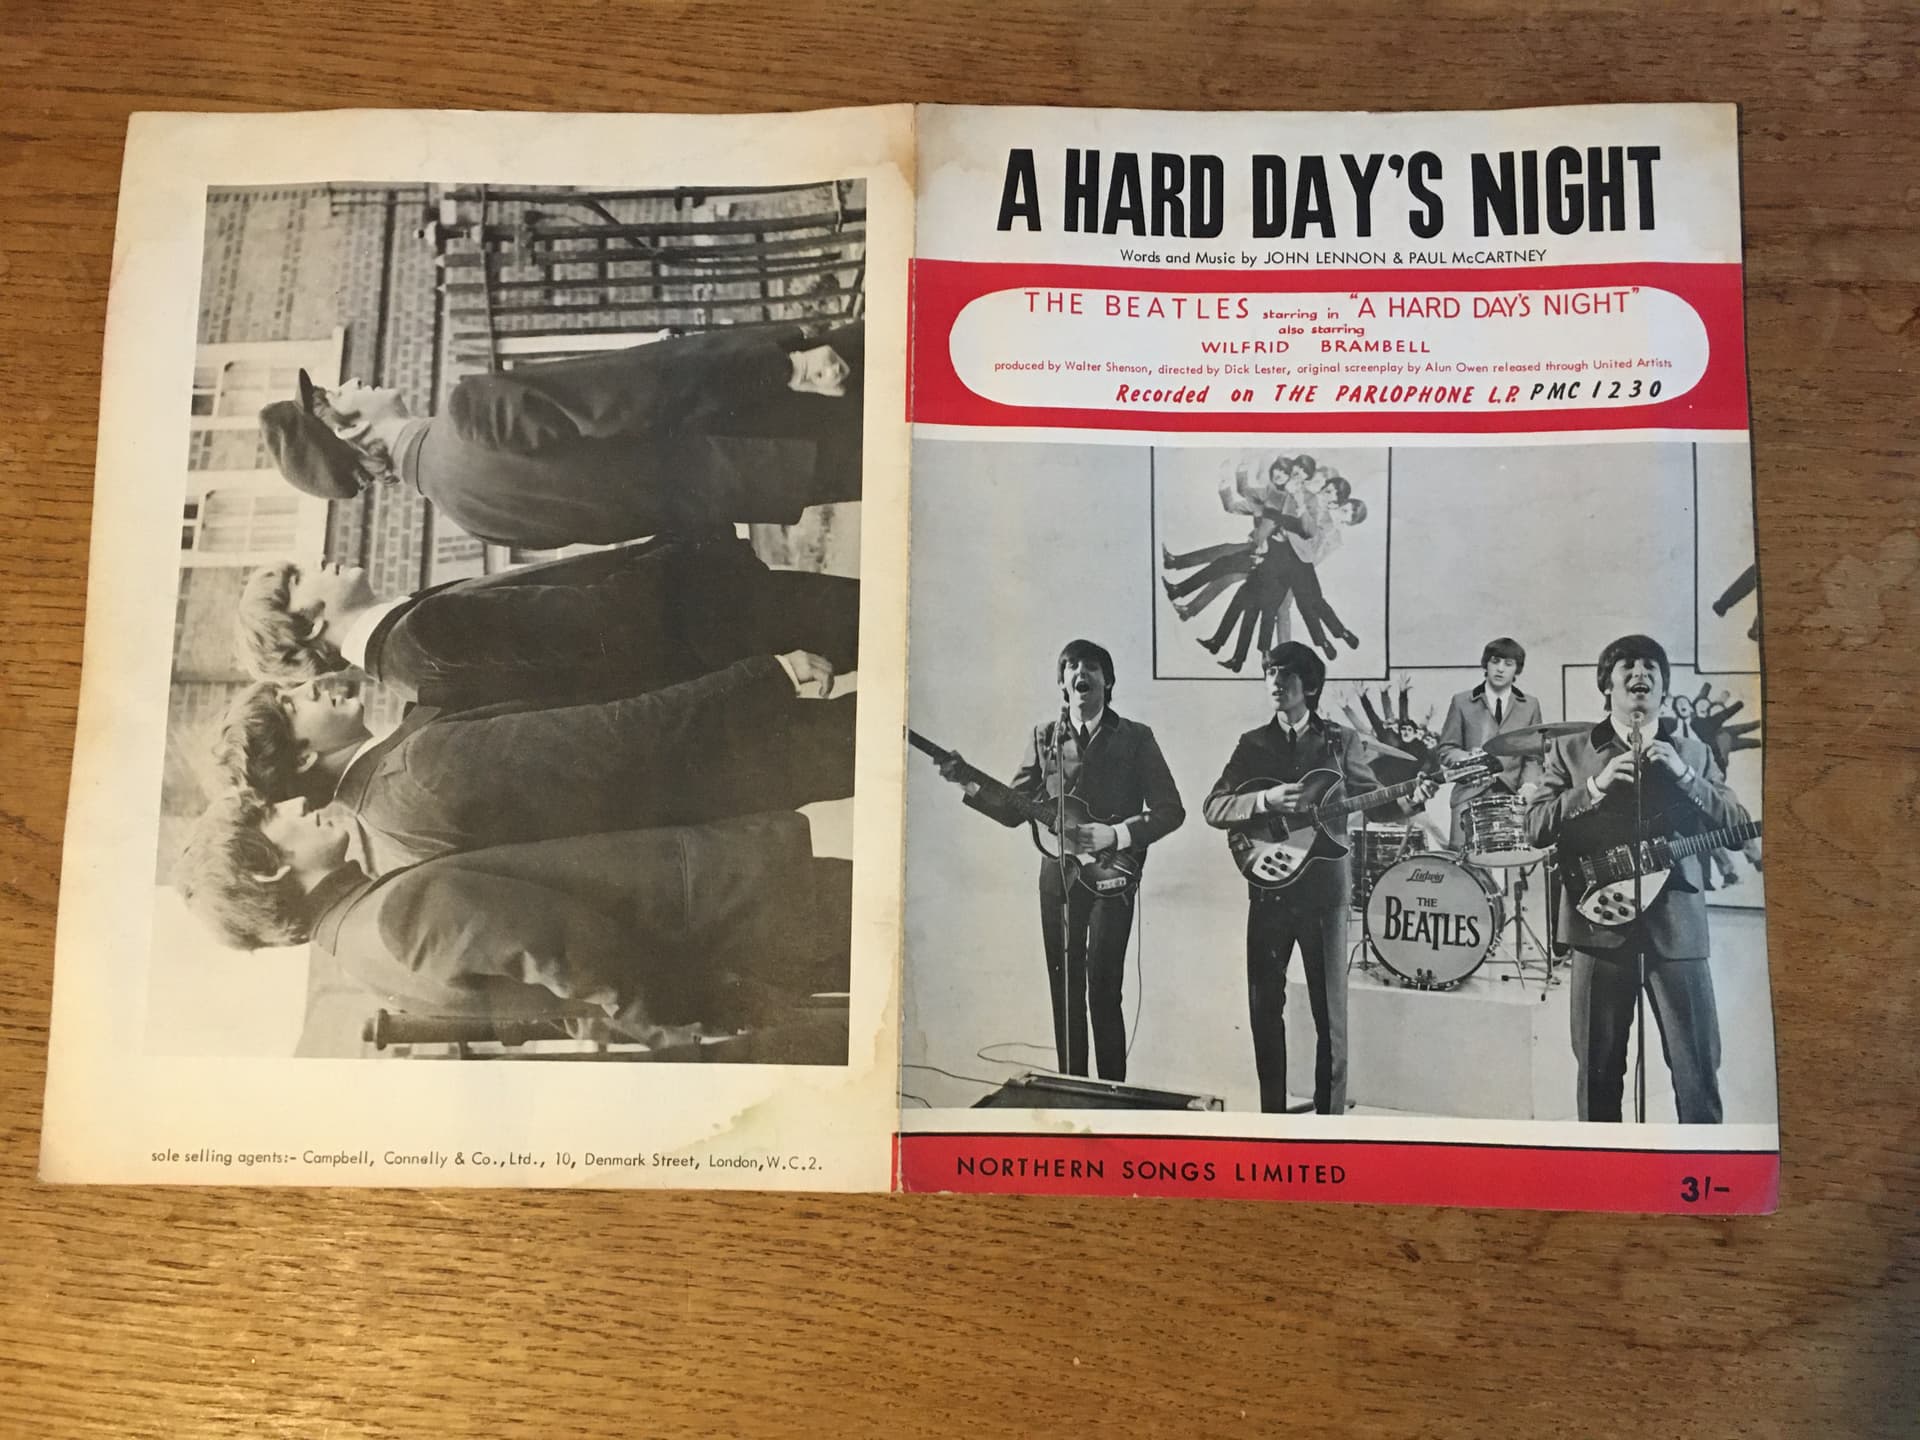 sole selling agents:- Campbell, Connelly & Co., Ltd., 10, Denmark Street, London, W.C.2.
A HARD DAY'S NIGHT
Words and Music by JOHN LENNON & PAUL McCARTNEY
THE BEATLES starring in "A HARD DAY'S NIGHT"
also starring
WILFRID BRAMBELL
produced by Walter Shenson, directed by Dick Lester, original screenplay by Alun Owen released through United Artists
Recorded on THE PARLOPHONE L.P. PMC 1230
Ludwig
THE
BEATLES
NORTHERN SONGS LIMITED
3/-